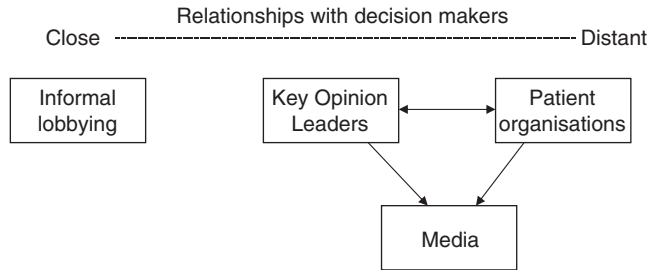 Relationships with decision makers
Close
Distant
Informal
lobbying
Key Opinion
Leaders
Patient
organisations
Media